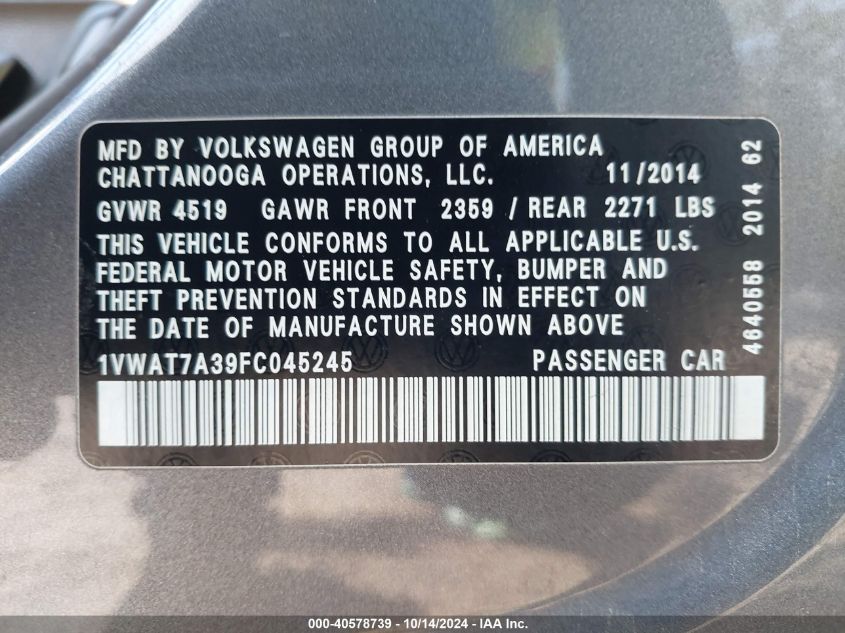 MFD BY VOLKSWAGEN GROUP OF AMERICA
CHATTANOOGA OPERATIONS, LLC. 11/2014
GVWR 4519 GAWR FRONT 2359 / REAR 2271 LBS
THIS VEHICLE CONFORMS TO ALL APPLICABLE U.S.
FEDERAL MOTOR VEHICLE SAFETY, BUMPER AND
THEFT PREVENTION STANDARDS IN EFFECT ON
THE DATE OF MANUFACTURE SHOWN ABOVE
1VWAT7A39FC045245 PASSENGER CAR
4640558 2014 62
000-40578739 - 10/14/2024 - IAA Inc.